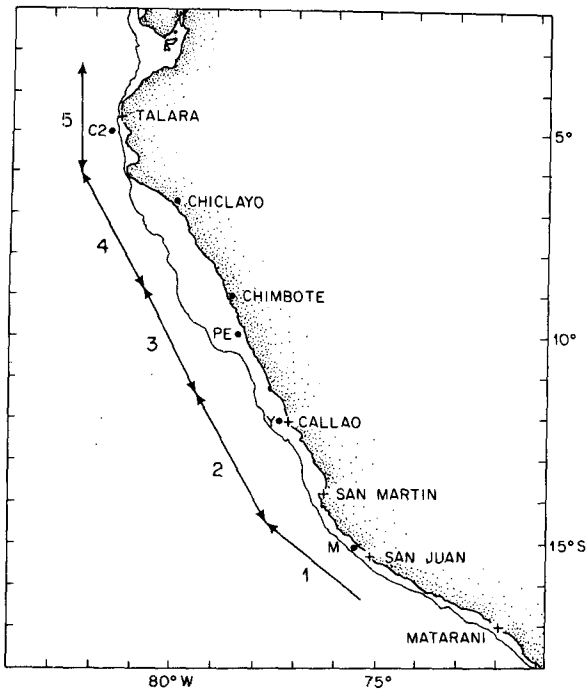 TALARA
5
C2
5°
CHICLAYO
4
CHIMBOTE
PE
10°
3
Y
CALLAO
2
SAN MARTIN
M
15°S
SAN JUAN
1
MATARANI
80°W
75°